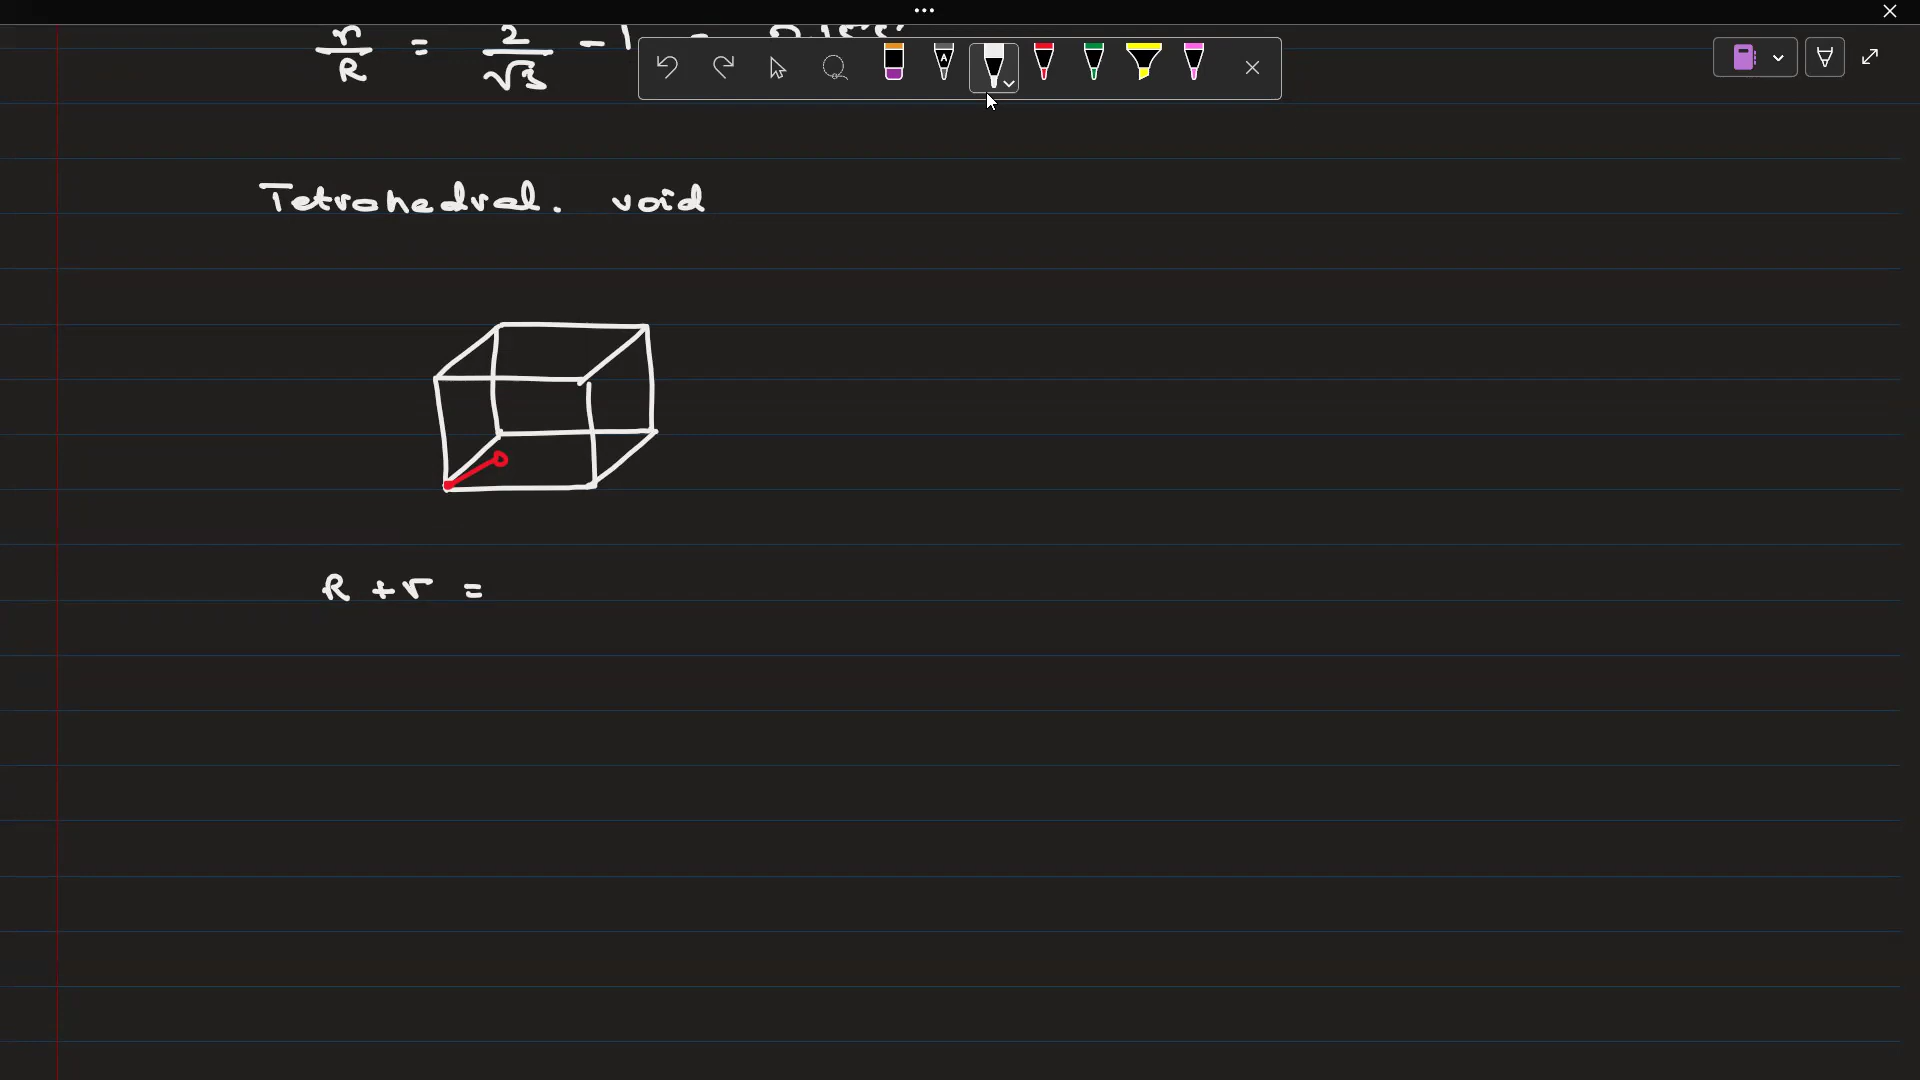 r/R = 2/√3 - 1 =
Tetrahedral. void
R + r =